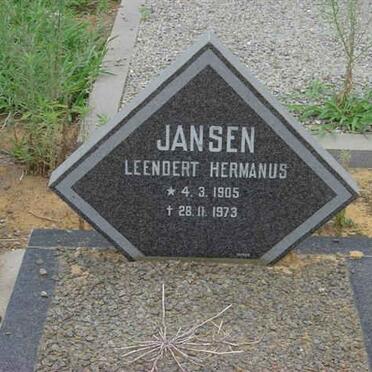 JANSEN
LEENDERT HERMANUS
★ 4. 3. 1905
† 28. 11. 1973